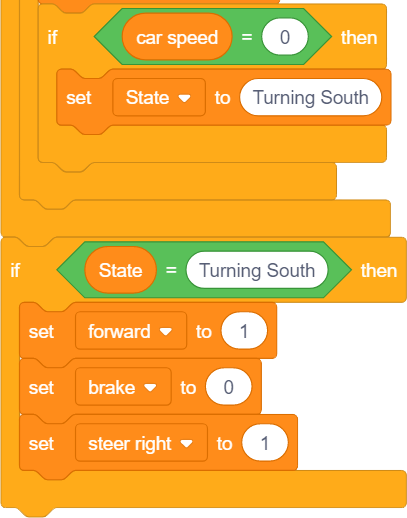 if car speed = 0 then
set State to Turning South
if State = Turning South then
set forward to 1
set brake to 0
set steer right to 1